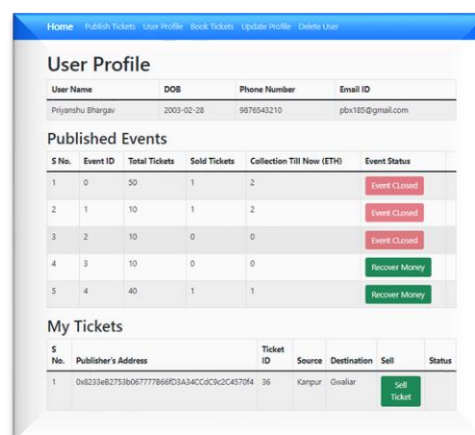 Home Publish Tickets User Profile Book Tickets Update Profile Delete User
User Profile
User Name DOB Phone Number Email ID
Priyanshu Bhargav 2003-02-28 9876543210 pbx185@gmail.com
Published Events
S No. Event ID Total Tickets Sold Tickets Collection Till Now (ETH) Event Status
1 0 50 1 2 Event CLosed
2 1 10 1 2 Event CLosed
3 2 10 0 0 Event CLosed
4 3 10 0 0 Recover Money
5 4 40 1 1 Recover Money
My Tickets
S No. Publisher's Address Ticket ID Source Destination Sell Status
1 0x8233eB2753b067777B66fD3A34CCdC9c2C4570f4 36 Kanpur Gwaliar Sell Ticket